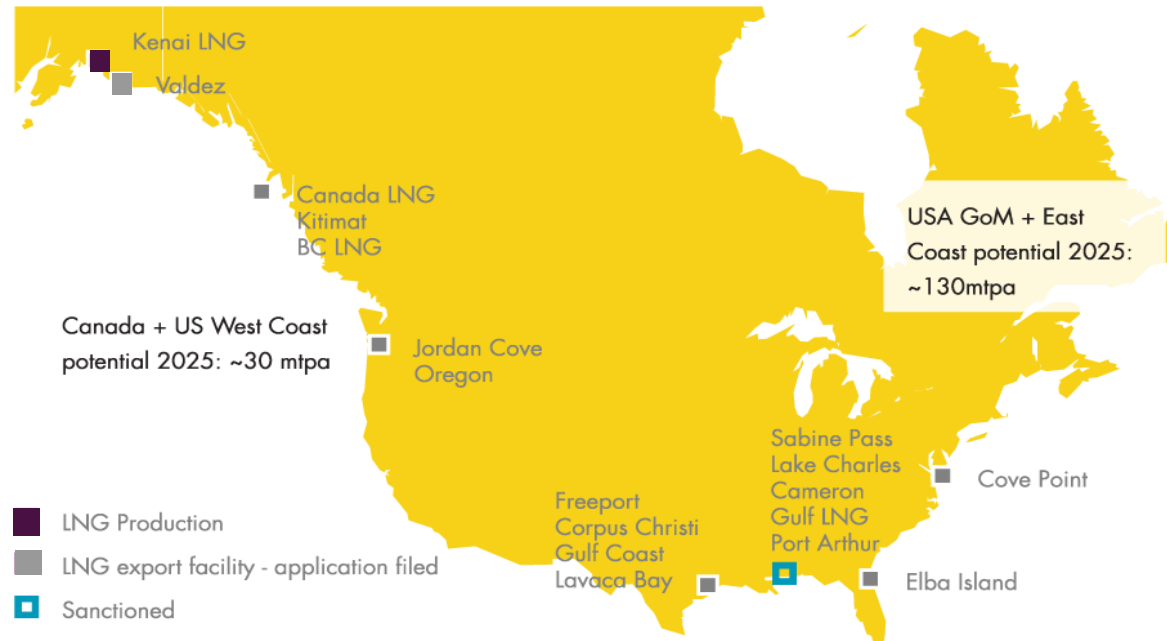 Kenai LNG
Valdez
Canada LNG
Kitimat
BC LNG
USA GoM + East
Coast potential 2025:
~130mtpa
Canada + US West Coast
potential 2025: ~30 mtpa
Jordan Cove
Oregon
Sabine Pass
Lake Charles
Cameron
Gulf LNG
Port Arthur
Cove Point
Freeport
Corpus Christi
Gulf Coast
Lavaca Bay
Elba Island
LNG Production
LNG export facility - application filed
Sanctioned